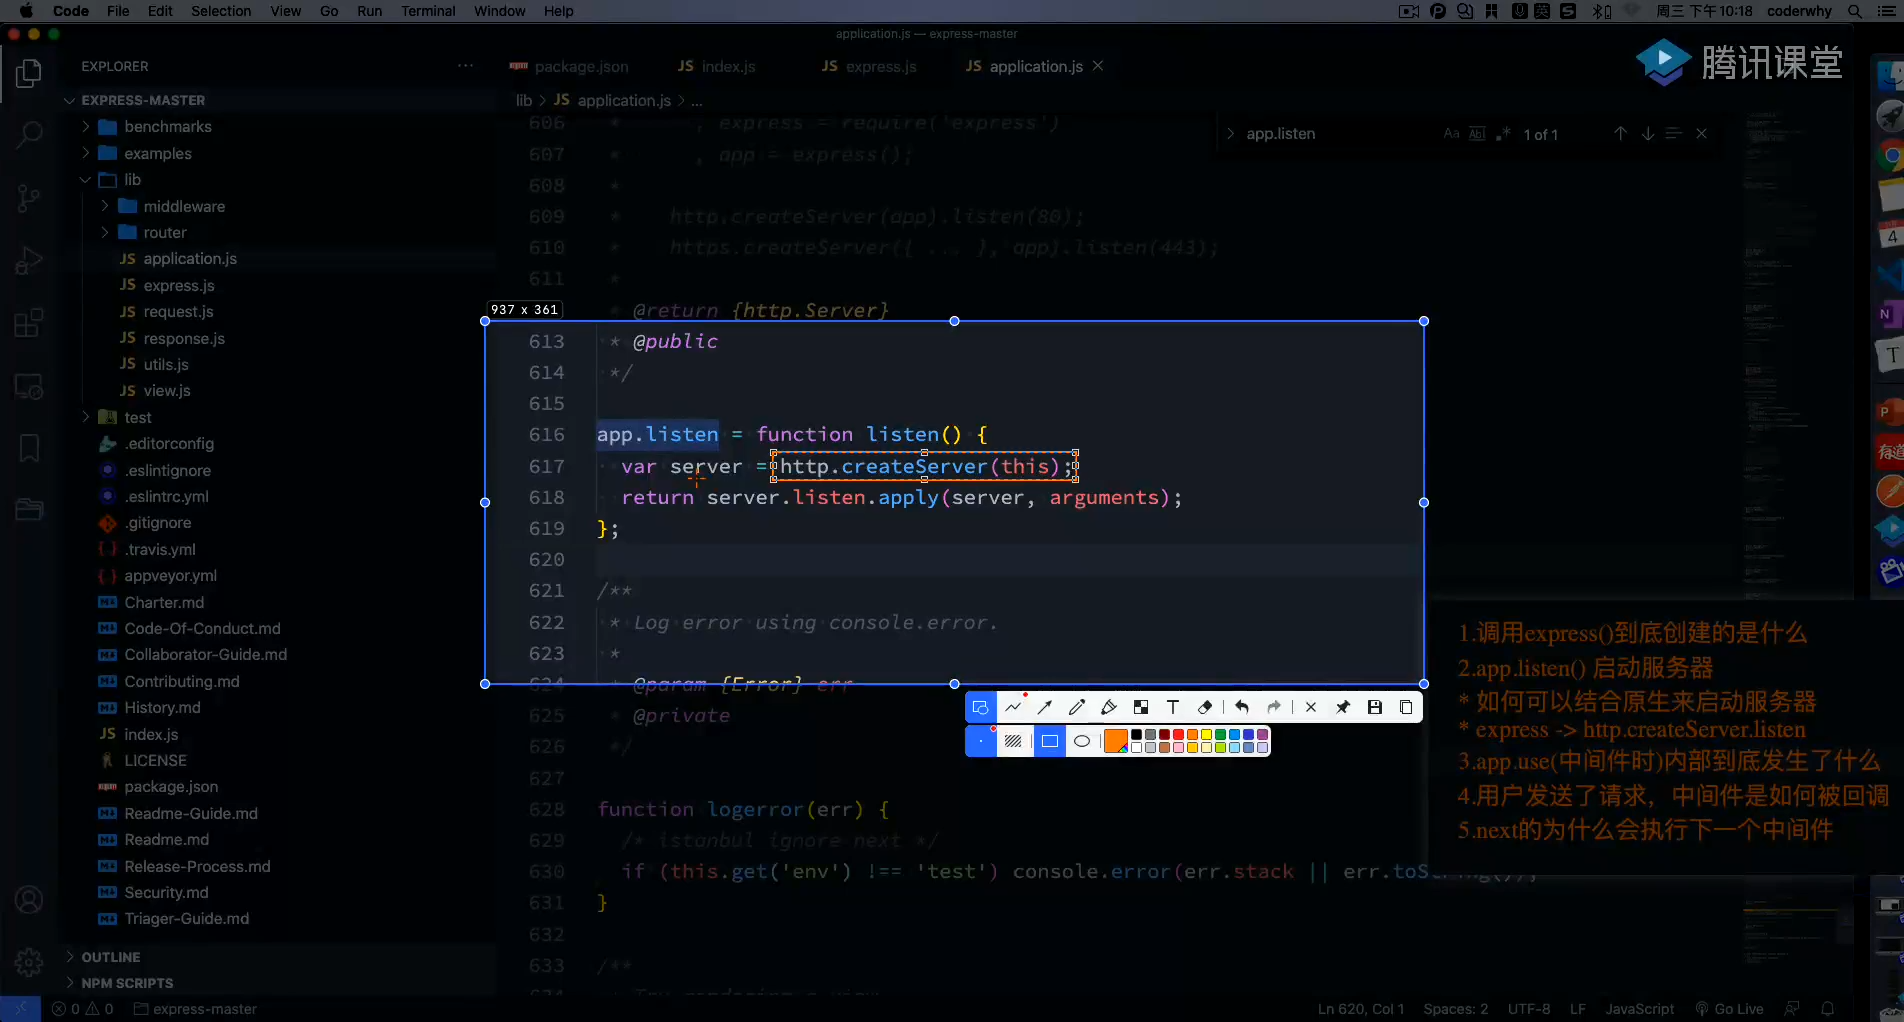 Code File Edit Selection View Go Run Terminal Window Help
周三 下午10:18 coderwhy
application.js — express-master
腾讯课堂
EXPLORER
package.json
JS index.js
JS express.js
JS application.js
EXPRESS-MASTER
benchmarks
examples
lib
middleware
router
JS application.js
JS express.js
JS request.js
JS response.js
JS utils.js
JS view.js
test
.editorconfig
.eslintignore
.eslintrc.yml
.gitignore
.travis.yml
appveyor.yml
Charter.md
Code-Of-Conduct.md
Collaborator-Guide.md
Contributing.md
History.md
JS index.js
LICENSE
package.json
Readme-Guide.md
Readme.md
Release-Process.md
Security.md
Triager-Guide.md
OUTLINE
NPM SCRIPTS
lib > JS application.js > ...
app.listen
1 of 1
606 * , express = require('express')
607 * , app = express();
608 *
609 * http.createServer(app).listen(80);
610 * https.createServer({ ... }, app).listen(443);
611 *
* @return {http.Server}
937 x 361
613 * @public
614 */
615
616 app.listen = function listen() {
617 var server = http.createServer(this);
618 return server.listen.apply(server, arguments);
619 };
620
621 /**
622 * Log error using console.error.
623 *
624 * @param {Error} err
625 * @private
626 */
627
628 function logerror(err) {
629 /* istanbul ignore next */
630 if (this.get('env') !== 'test') console.error(err.stack || err.toString());
631 }
632
633 /**
1.调用express()到底创建的是什么
2.app.listen() 启动服务器
* 如何可以结合原生来启动服务器
* express -> http.createServer.listen
3.app.use(中间件时)内部到底发生了什么
4.用户发送了请求，中间件是如何被回调
5.next的为什么会执行下一个中间件
0 0 express-master
Ln 620, Col 1 Spaces: 2 UTF-8 LF JavaScript Go Live